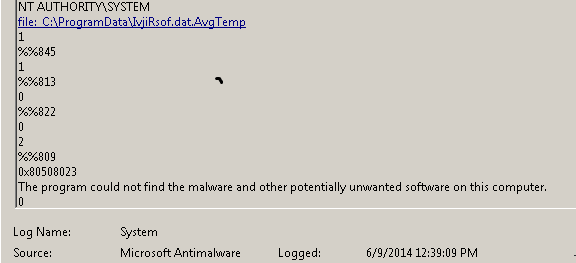 NT AUTHORITY\SYSTEM
file: C:\ProgramData\IvjiRsof.dat.AvgTemp
1
%%845
1
%%813
0
%%822
0
2
%%809
0x80508023
The program could not find the malware and other potentially unwanted software on this computer.
0
Log Name: System
Source: Microsoft Antimalware Logged: 6/9/2014 12:39:09 PM